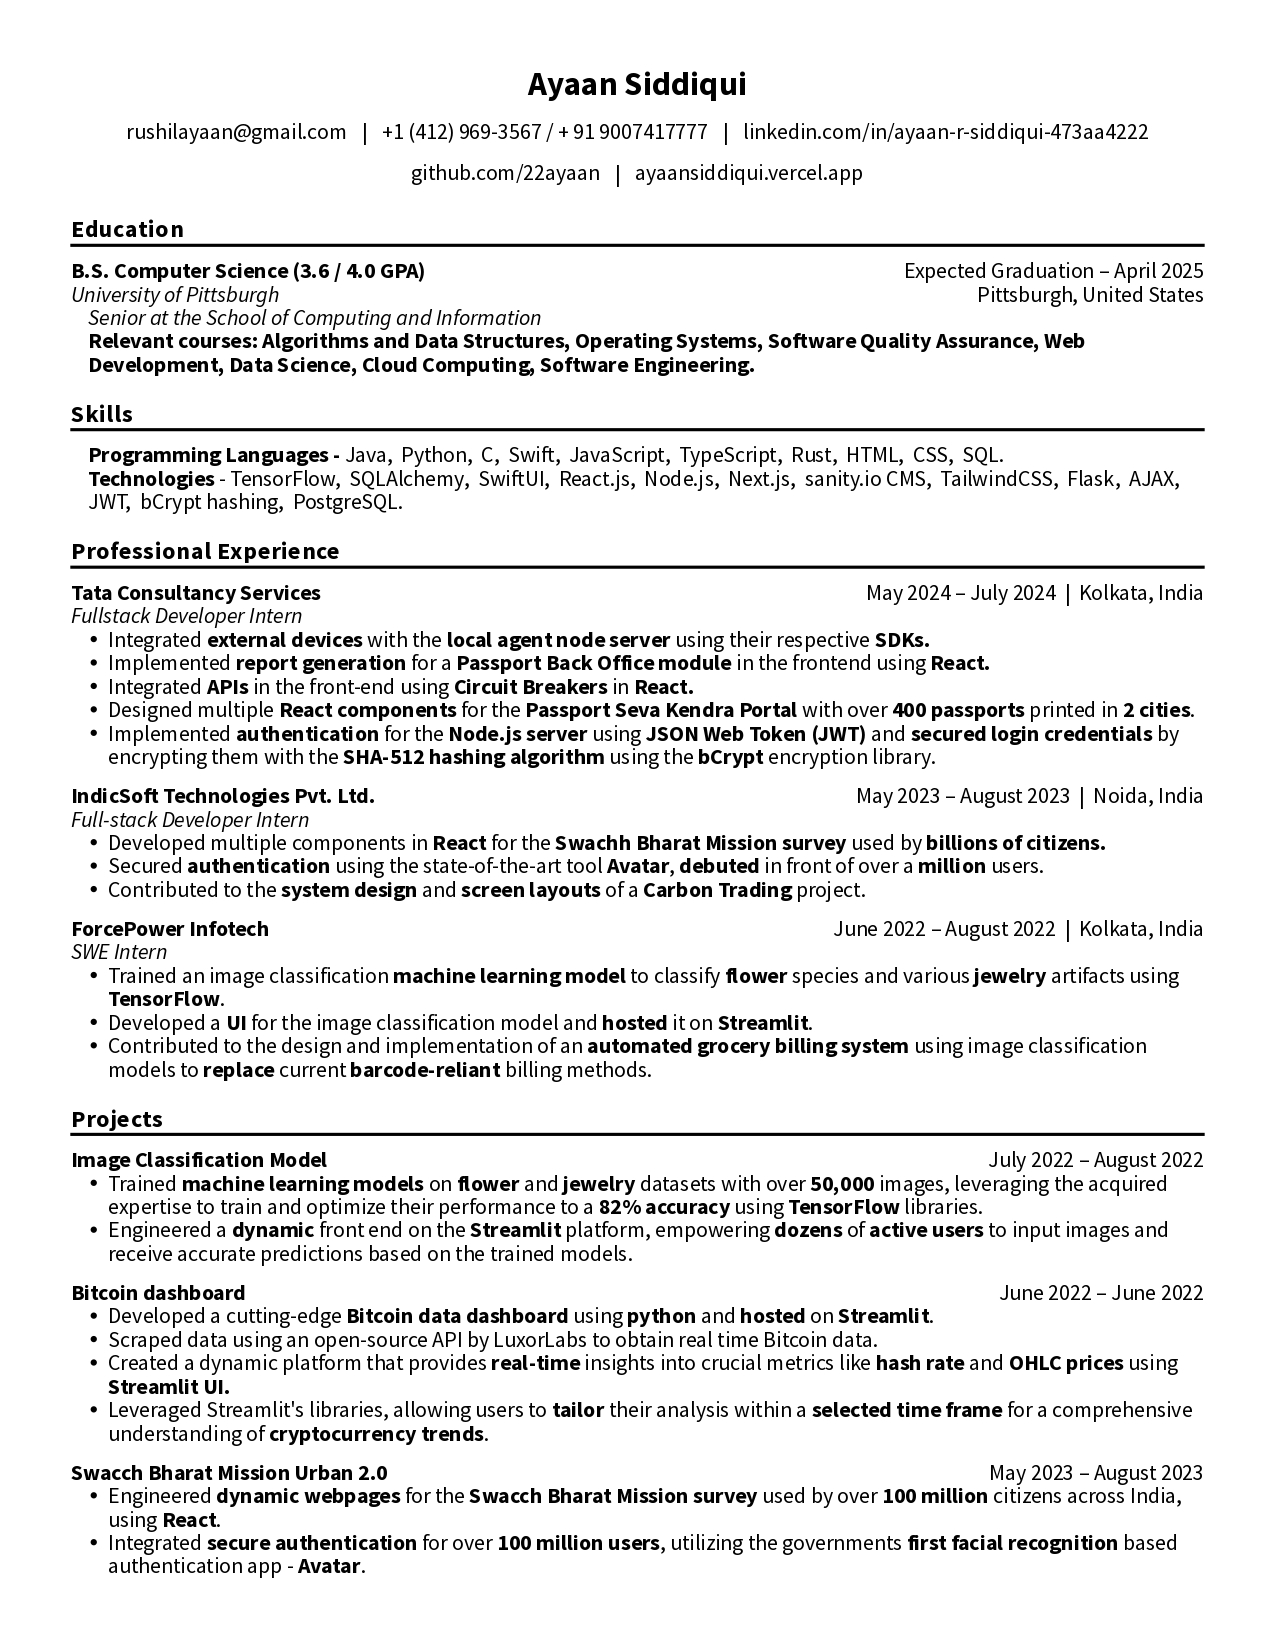 Ayaan Siddiqui
rushilayaan@gmail.com | +1 (412) 969-3567 / + 91 9007417777 | linkedin.com/in/ayaan-r-siddiqui-473aa4222
github.com/22ayaan | ayaansiddiqui.vercel.app
Education
B.S. Computer Science (3.6 / 4.0 GPA) Expected Graduation – April 2025
University of Pittsburgh Pittsburgh, United States
Senior at the School of Computing and Information
Relevant courses: Algorithms and Data Structures, Operating Systems, Software Quality Assurance, Web
Development, Data Science, Cloud Computing, Software Engineering.
Skills
Programming Languages - Java, Python, C, Swift, JavaScript, TypeScript, Rust, HTML, CSS, SQL.
Technologies - TensorFlow, SQLAlchemy, SwiftUI, React.js, Node.js, Next.js, sanity.io CMS, TailwindCSS, Flask, AJAX,
JWT, bCrypt hashing, PostgreSQL.
Professional Experience
Tata Consultancy Services May 2024 – July 2024 | Kolkata, India
Fullstack Developer Intern
• Integrated external devices with the local agent node server using their respective SDKs.
• Implemented report generation for a Passport Back Office module in the frontend using React.
• Integrated APIs in the front-end using Circuit Breakers in React.
• Designed multiple React components for the Passport Seva Kendra Portal with over 400 passports printed in 2 cities.
• Implemented authentication for the Node.js server using JSON Web Token (JWT) and secured login credentials by
encrypting them with the SHA-512 hashing algorithm using the bCrypt encryption library.
IndicSoft Technologies Pvt. Ltd. May 2023 – August 2023 | Noida, India
Full-stack Developer Intern
• Developed multiple components in React for the Swachh Bharat Mission survey used by billions of citizens.
• Secured authentication using the state-of-the-art tool Avatar, debuted in front of over a million users.
• Contributed to the system design and screen layouts of a Carbon Trading project.
ForcePower Infotech June 2022 – August 2022 | Kolkata, India
SWE Intern
• Trained an image classification machine learning model to classify flower species and various jewelry artifacts using
TensorFlow.
• Developed a UI for the image classification model and hosted it on Streamlit.
• Contributed to the design and implementation of an automated grocery billing system using image classification
models to replace current barcode-reliant billing methods.
Projects
Image Classification Model July 2022 – August 2022
• Trained machine learning models on flower and jewelry datasets with over 50,000 images, leveraging the acquired
expertise to train and optimize their performance to a 82% accuracy using TensorFlow libraries.
• Engineered a dynamic front end on the Streamlit platform, empowering dozens of active users to input images and
receive accurate predictions based on the trained models.
Bitcoin dashboard June 2022 – June 2022
• Developed a cutting-edge Bitcoin data dashboard using python and hosted on Streamlit.
• Scraped data using an open-source API by LuxorLabs to obtain real time Bitcoin data.
• Created a dynamic platform that provides real-time insights into crucial metrics like hash rate and OHLC prices using
Streamlit UI.
• Leveraged Streamlit's libraries, allowing users to tailor their analysis within a selected time frame for a comprehensive
understanding of cryptocurrency trends.
Swacch Bharat Mission Urban 2.0 May 2023 – August 2023
• Engineered dynamic webpages for the Swacch Bharat Mission survey used by over 100 million citizens across India,
using React.
• Integrated secure authentication for over 100 million users, utilizing the governments first facial recognition based
authentication app - Avatar.